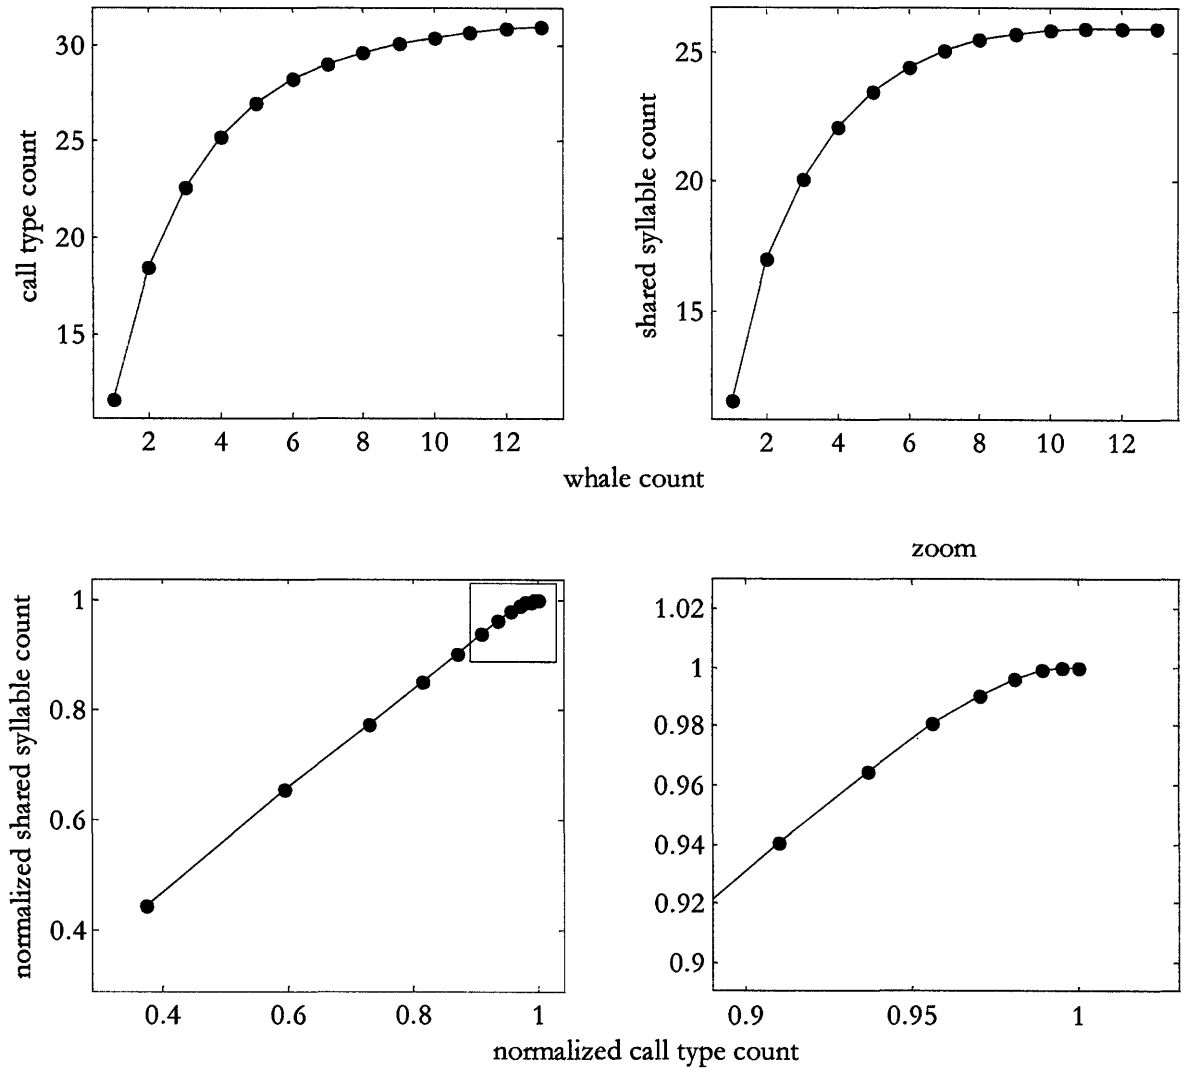 30
25
20
15
call type count
2 4 6 8 10 12
25
20
15
shared syllable count
2 4 6 8 10 12
whale count
1
0.8
0.6
0.4
normalized shared syllable count
0.4 0.6 0.8 1
zoom
1.02
1
0.98
0.96
0.94
0.92
0.9
0.9 0.95 1
normalized call type count